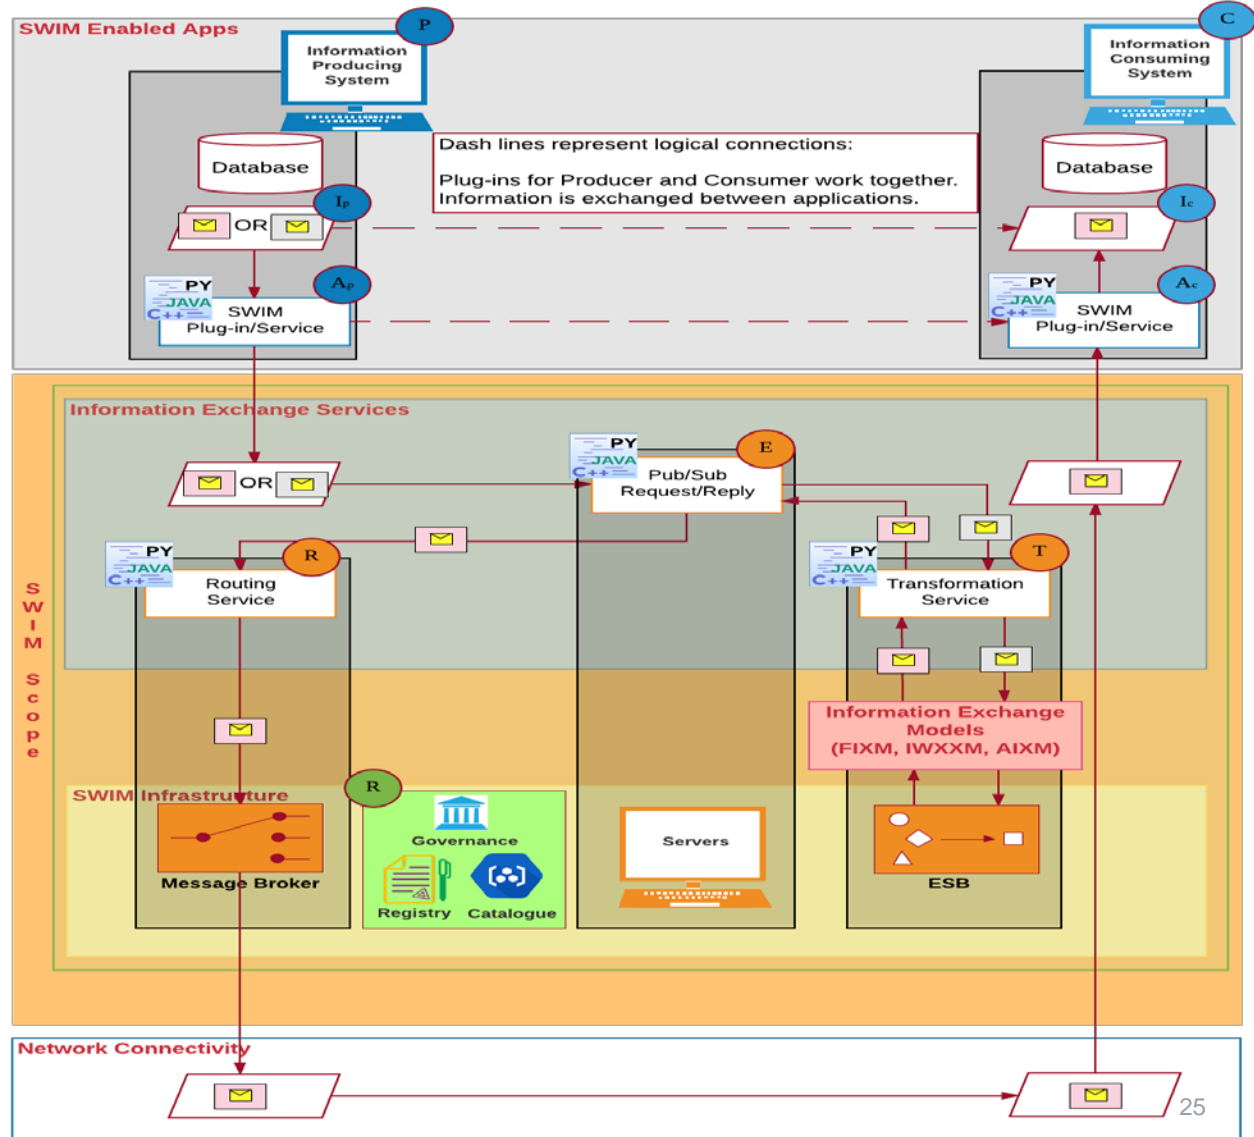 SWIM Enabled Apps
P
C
Information
Producing
System
Information
Consuming
System
Dash lines represent logical connections:
Plug-ins for Producer and Consumer work together.
Information is exchanged between applications.
Database
Database
Ip
OR
Ic
Ap
PY
JAVA
C++
SWIM
Plug-in/Service
Ac
PY
JAVA
C++
SWIM
Plug-in/Service
SWIM Scope
Information Exchange Services
OR
E
PY
JAVA
C++
Pub/Sub
Request/Reply
R
PY
JAVA
C++
Routing
Service
T
PY
JAVA
C++
Transformation
Service
Information Exchange
Models
(FIXM, IWXXM, AIXM)
SWIM Infrastructure
R
Governance
Registry
Catalogue
Message Broker
Servers
ESB
Network Connectivity
25